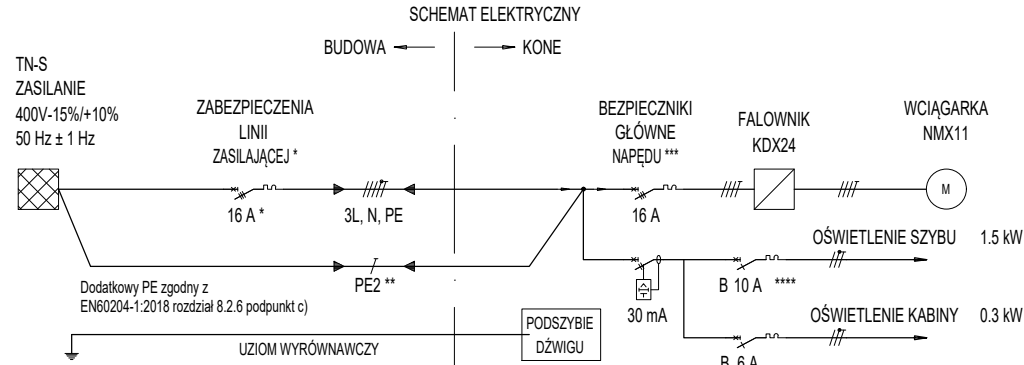 SCHEMAT ELEKTRYCZNY
BUDOWA
KONE
TN-S
ZASILANIE
400V-15%/+10%
50 Hz ± 1 Hz
ZABEZPIECZENIA
LINII
ZASILAJĄCEJ *
BEZPIECZNIKI
GŁÓWNE
NAPĘDU ***
FALOWNIK
KDX24
WCIĄGARKA
NMX11
M
16 A *
3L, N, PE
16 A
OŚWIETLENIE SZYBU 1.5 kW
PE2 **
B 10 A ****
Dodatkowy PE zgodny z
EN60204-1:2018 rozdział 8.2.6 podpunkt c)
30 mA
OŚWIETLENIE KABINY 0.3 kW
PODSZYBIE
DŹWIGU
UZIOM WYRÓWNAWCZY
B 6 A